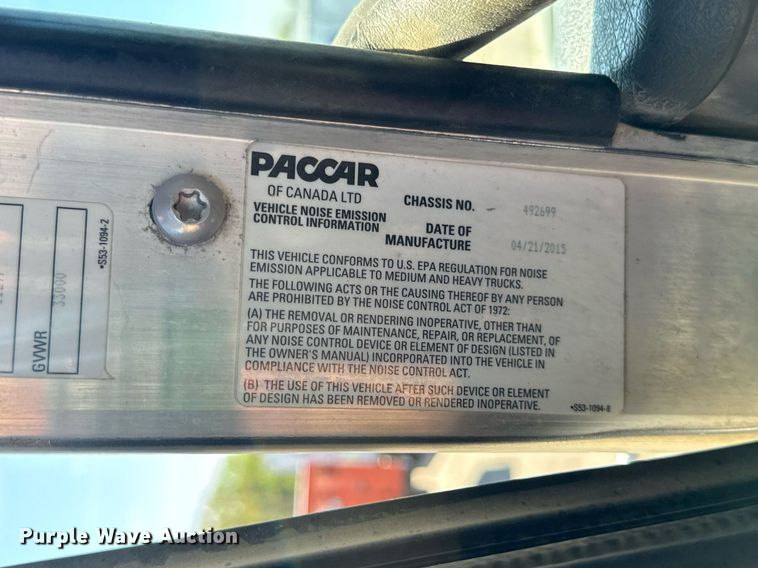 PACCAR
OF CANADA LTD
VEHICLE NOISE EMISSION
CONTROL INFORMATION
CHASSIS NO. 492699
DATE OF
MANUFACTURE 04/21/2015
THIS VEHICLE CONFORMS TO U.S. EPA REGULATION FOR NOISE
EMISSION APPLICABLE TO MEDIUM AND HEAVY TRUCKS.
THE FOLLOWING ACTS OR THE CAUSING THEREOF BY ANY PERSON
ARE PROHIBITED BY THE NOISE CONTROL ACT OF 1972:
(A) THE REMOVAL OR RENDERING INOPERATIVE, OTHER THAN
FOR PURPOSES OF MAINTENANCE, REPAIR, OR REPLACEMENT, OF
ANY NOISE CONTROL DEVICE OR ELEMENT OF DESIGN (LISTED IN
THE OWNER'S MANUAL) INCORPORATED INTO THE VEHICLE IN
COMPLIANCE WITH THE NOISE CONTROL ACT.
(B) THE USE OF THIS VEHICLE AFTER SUCH DEVICE OR ELEMENT
OF DESIGN HAS BEEN REMOVED OR RENDERED INOPERATIVE.
•S53-1094-8
•S53-1094-2
GVWR 33000
Purple Wave Auction